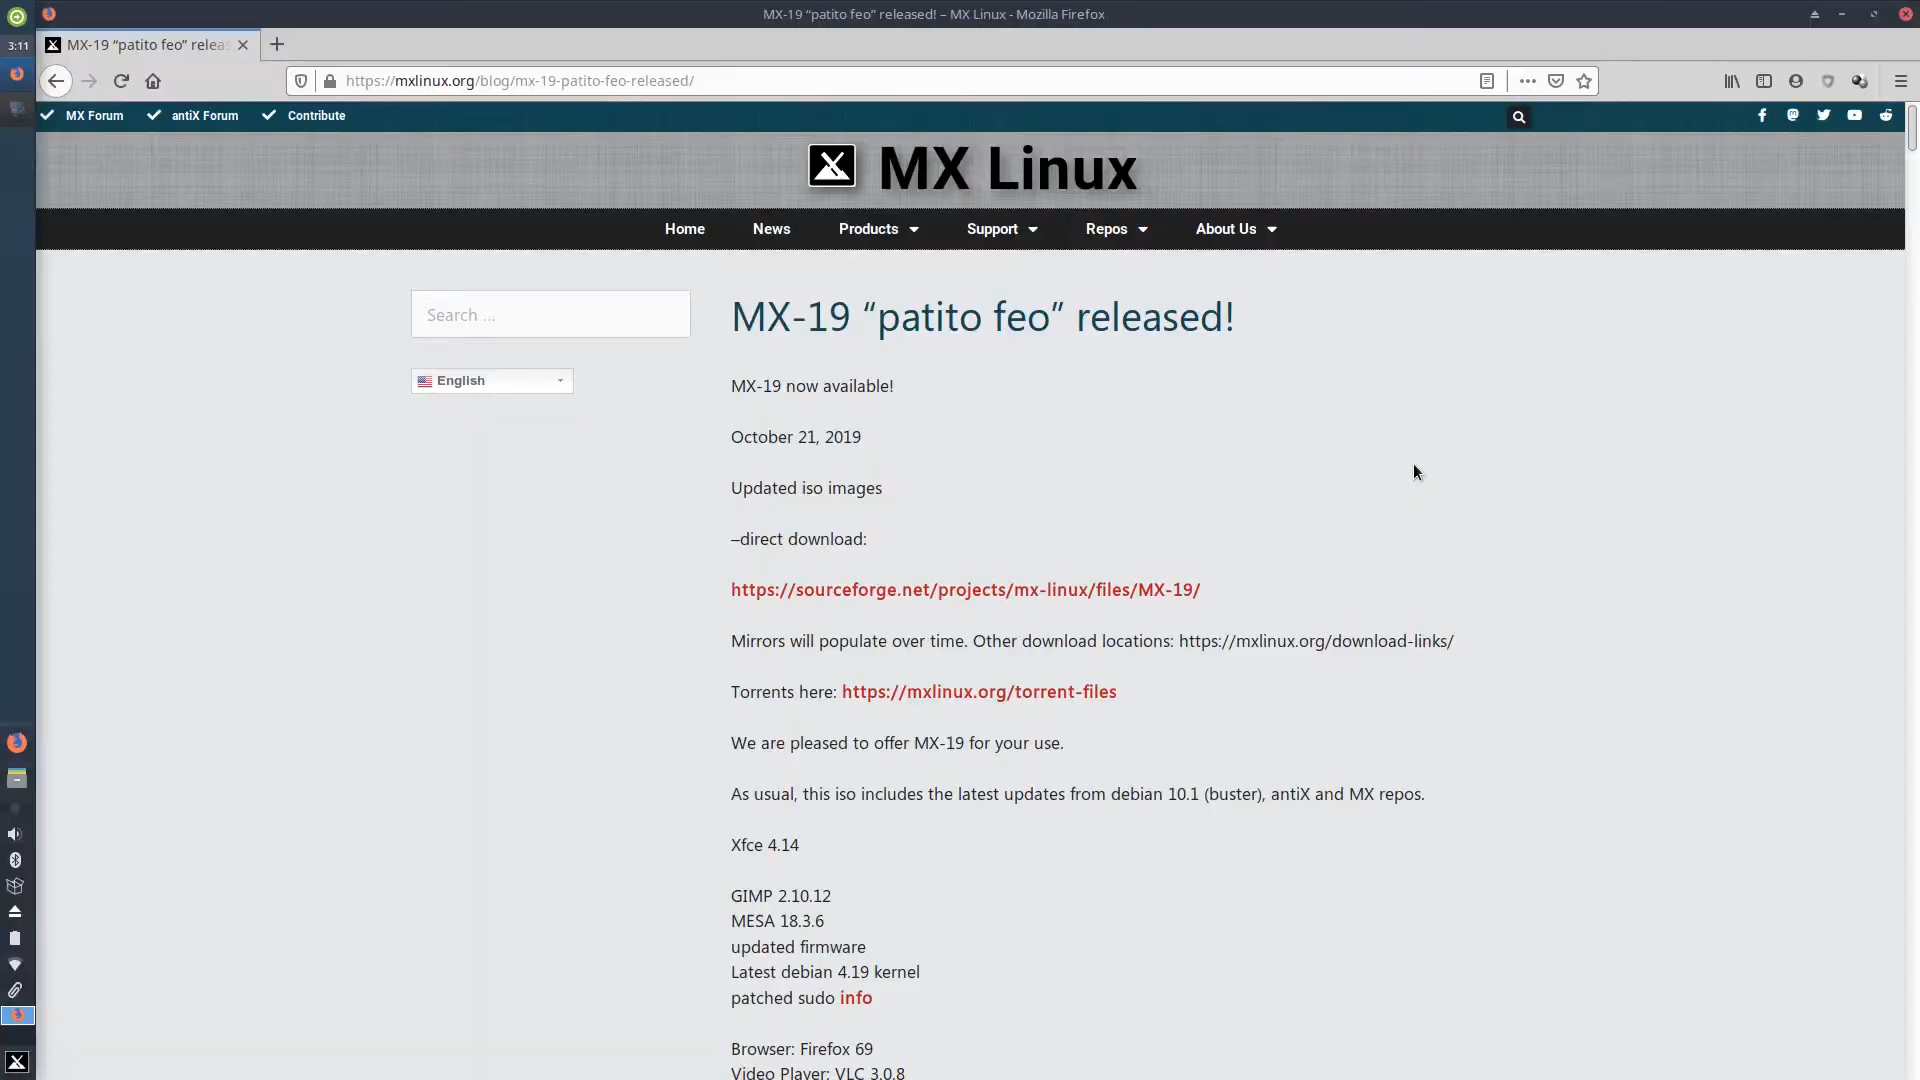 MX-19 “patito feo” released! – MX Linux - Mozilla Firefox
3:11
MX-19 “patito feo” releas
https://mxlinux.org/blog/mx-19-patito-feo-released/
MX Forum
antiX Forum
Contribute
MX Linux
Home
News
Products
Support
Repos
About Us
Search ...
English
MX-19 “patito feo” released!
MX-19 now available!
October 21, 2019
Updated iso images
–direct download:
https://sourceforge.net/projects/mx-linux/files/MX-19/
Mirrors will populate over time. Other download locations: https://mxlinux.org/download-links/
Torrents here: https://mxlinux.org/torrent-files
We are pleased to offer MX-19 for your use.
As usual, this iso includes the latest updates from debian 10.1 (buster), antiX and MX repos.
Xfce 4.14
GIMP 2.10.12
MESA 18.3.6
updated firmware
Latest debian 4.19 kernel
patched sudo info
Browser: Firefox 69
Video Player: VLC 3.0.8